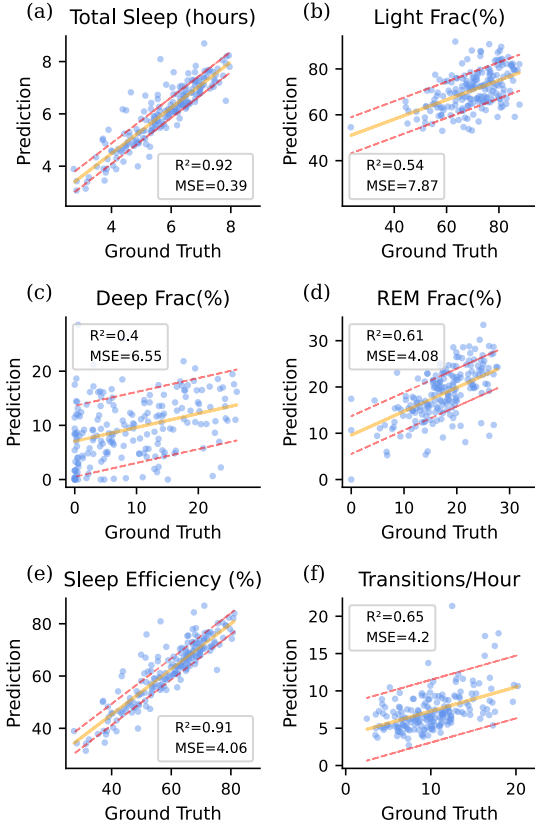 (a) Total Sleep (hours)
Prediction
8
6
4
R²=0.92
MSE=0.39
4 6 8
Ground Truth
(b) Light Frac(%)
Prediction
80
60
40
R²=0.54
MSE=7.87
40 60 80
Ground Truth
(c) Deep Frac(%)
Prediction
30
20
10
0
R²=0.4
MSE=6.55
0 10 20
Ground Truth
(d) REM Frac(%)
Prediction
30
20
10
0
R²=0.61
MSE=4.08
0 10 20 30
Ground Truth
(e) Sleep Efficiency (%)
Prediction
80
60
40
R²=0.91
MSE=4.06
40 60 80
Ground Truth
(f) Transitions/Hour
Prediction
20
15
10
5
0
R²=0.65
MSE=4.2
0 10 20
Ground Truth